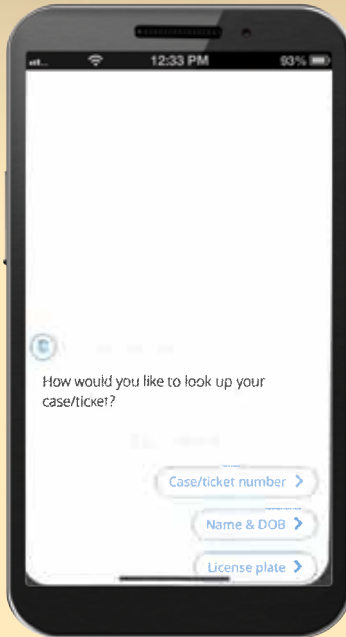 12:33 PM 93%
How would you like to look up your
case/ticket?
Case/ticket number >
Name & DOB >
License plate >